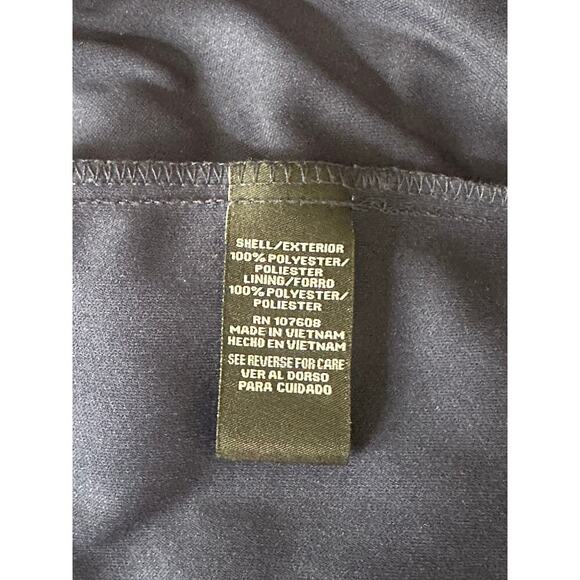 SHELL/EXTERIOR
100% POLYESTER/
POLIESTER
LINING/FORRO
100% POLYESTER/
POLIESTER
RN 107608
MADE IN VIETNAM
HECHO EN VIETNAM
SEE REVERSE FOR CARE
VER AL DORSO
PARA CUIDADO